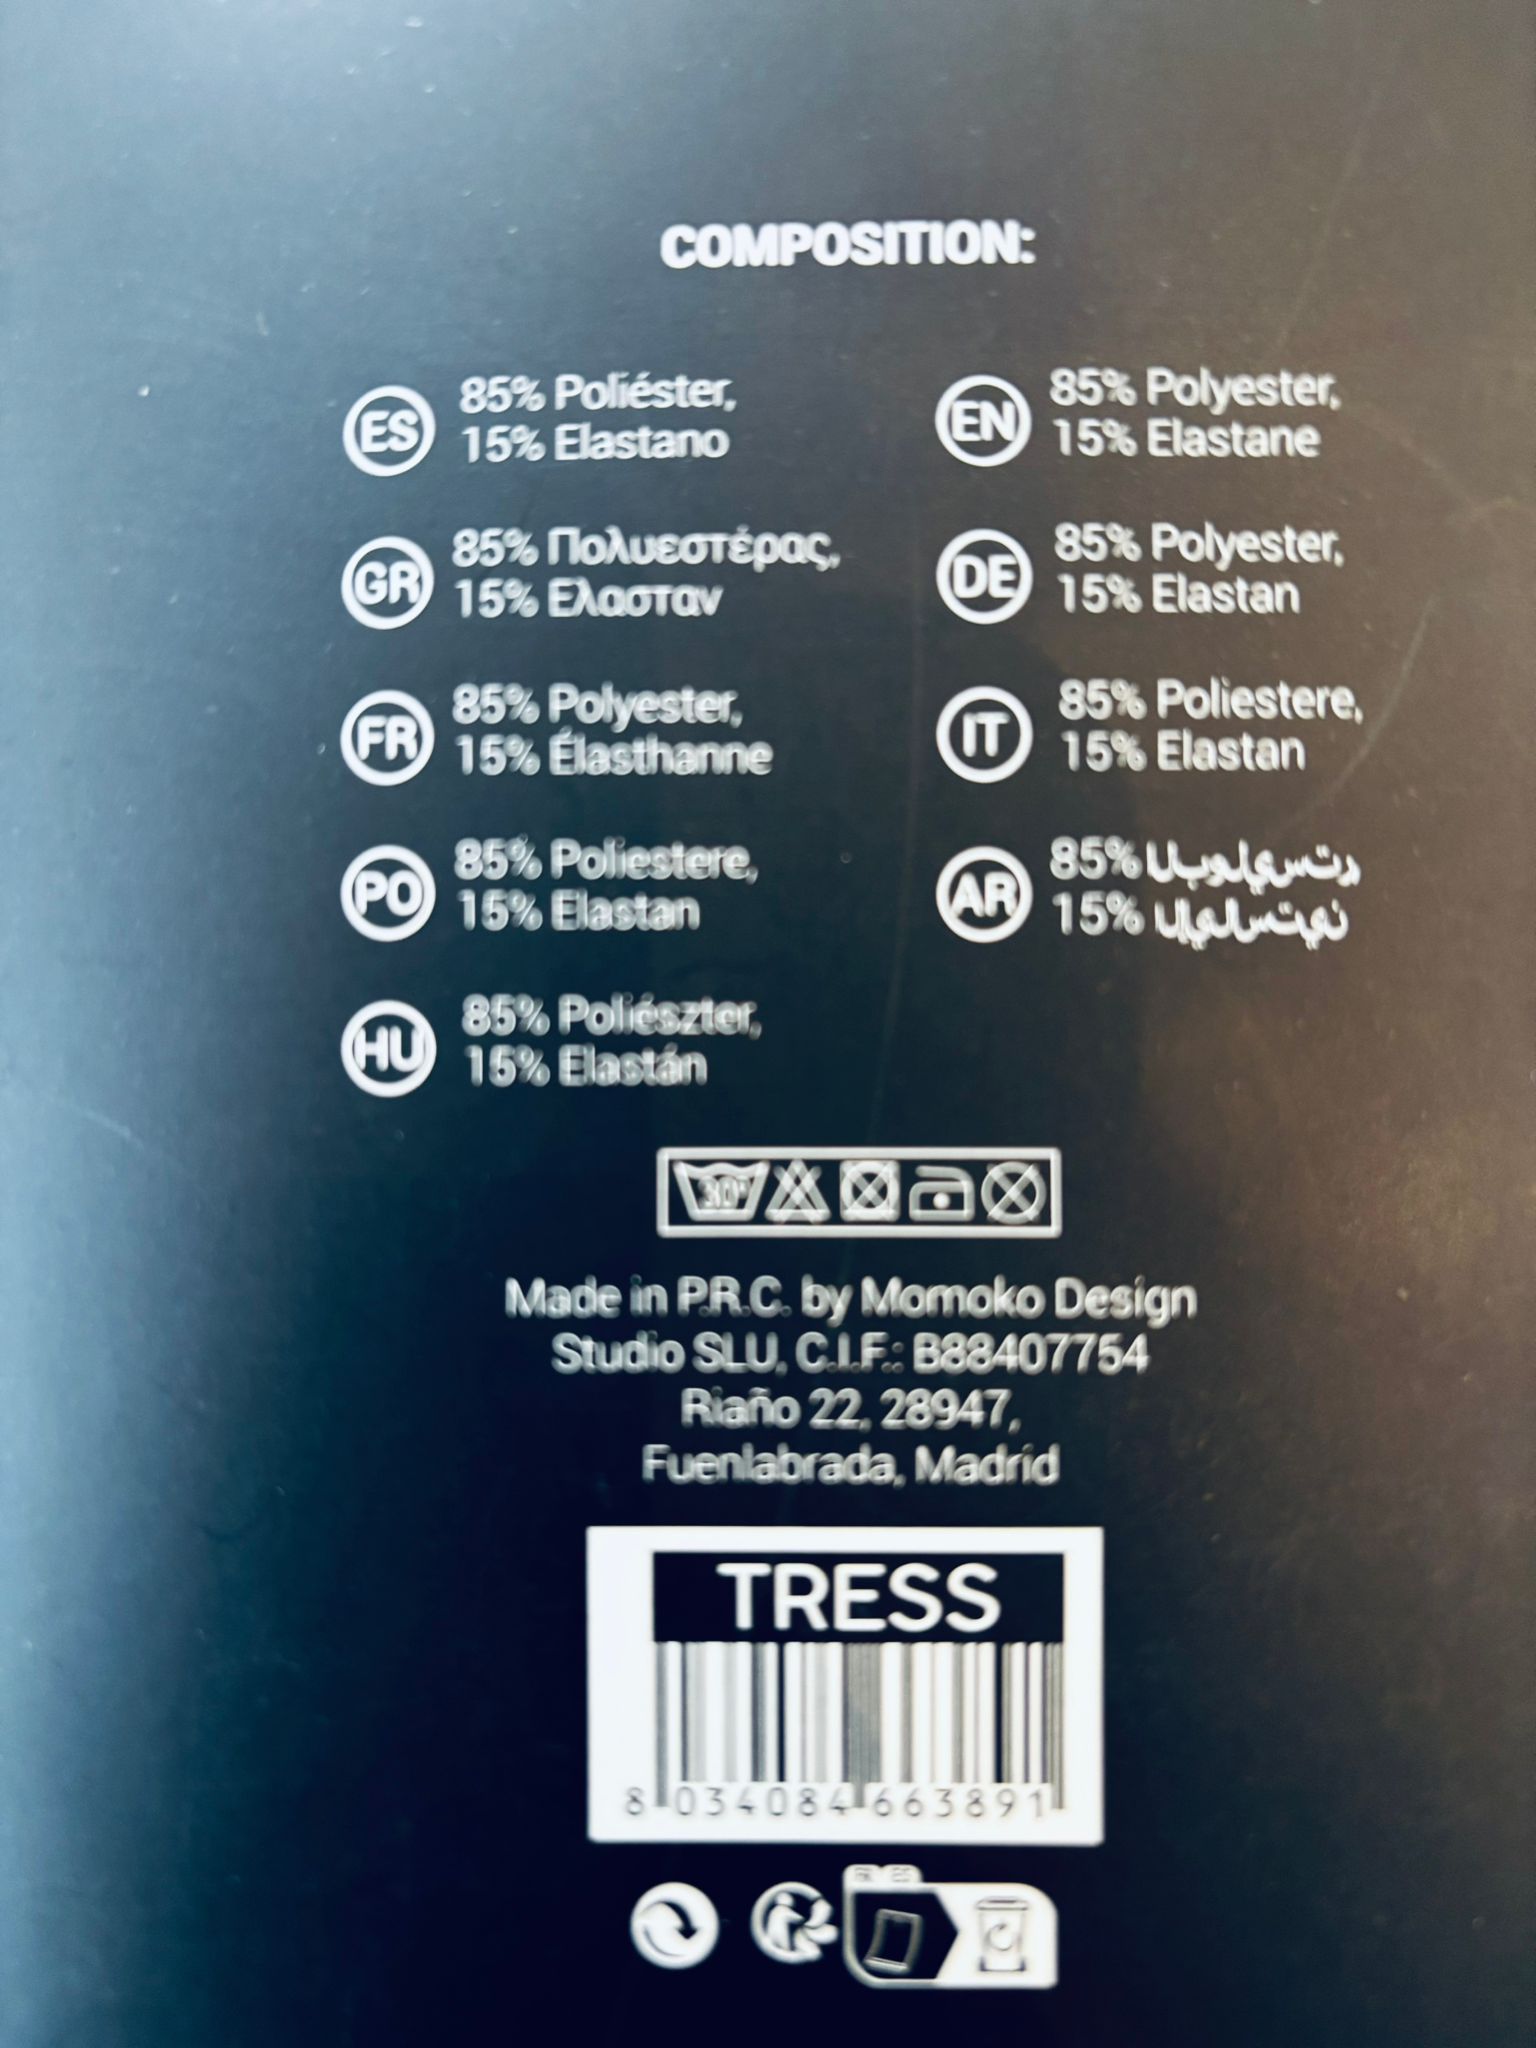 COMPOSITION:
ES
85% Poliéster,
15% Elastano
EN
85% Polyester,
15% Elastane
GR
85% Πολυεστέρας,
15% Ελασταν
DE
85% Polyester,
15% Elastan
FR
85% Polyester,
15% Élasthanne
IT
85% Poliestere,
15% Elastan
PO
85% Poliestere,
15% Elastan
AR
85% البوليستر
15% الإيلاستين
HU
85% Poliészter,
15% Elastán
30°
Made in P.R.C. by Momoko Design
Studio SLU, C.I.F.: B88407754
Riaño 22, 28947,
Fuenlabrada, Madrid
TRESS
8 034084 663891